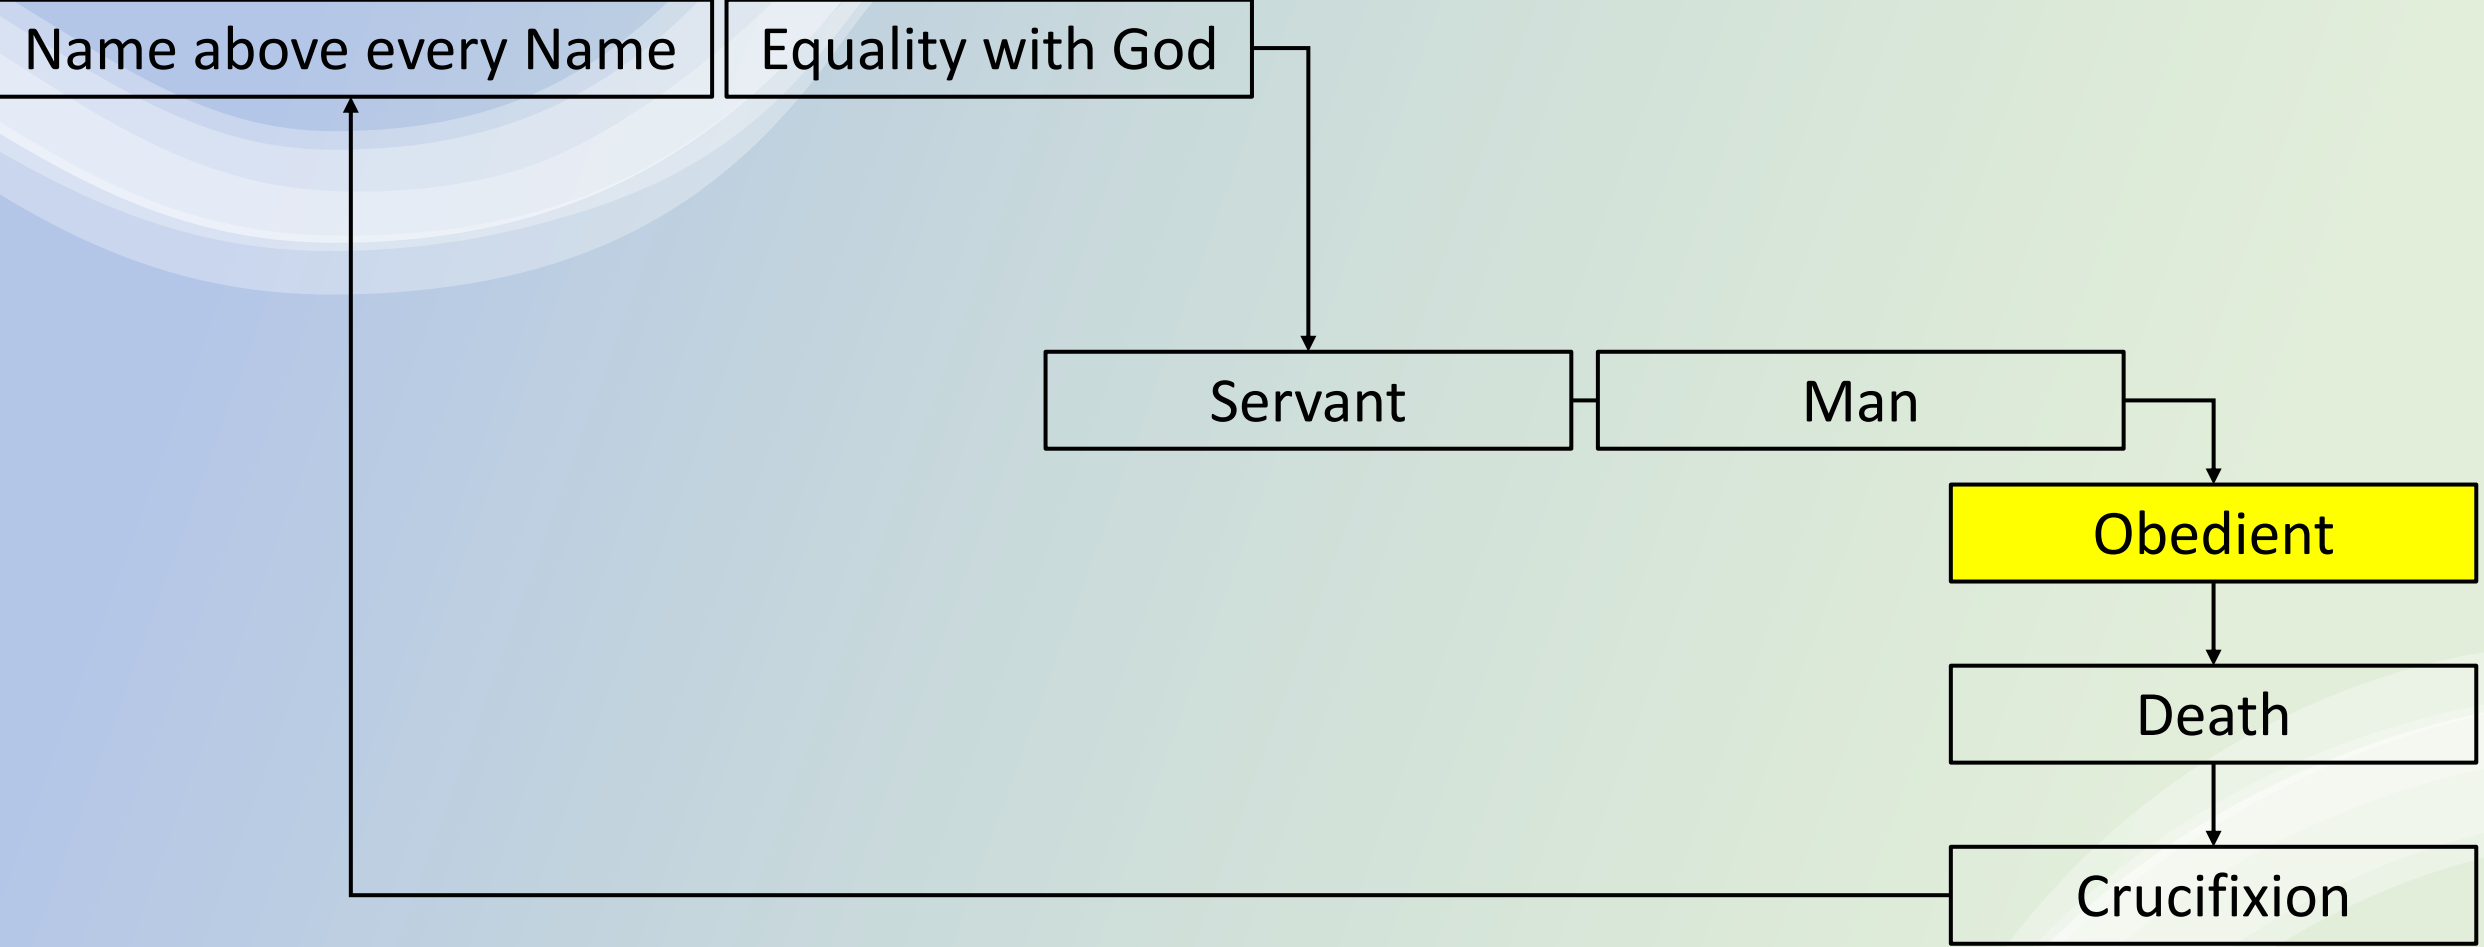 Name above every Name
Equality with God
Servant
Man
Obedient
Death
Crucifixion